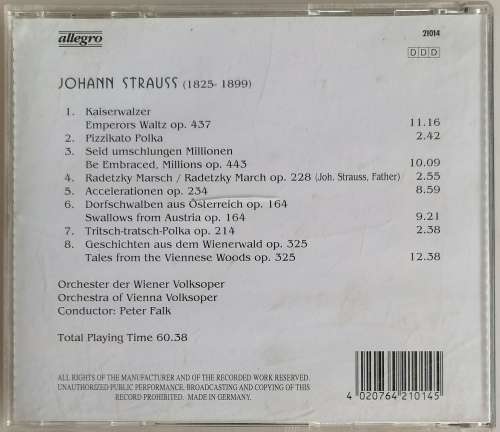 allegro
21014
DDD
JOHANN STRAUSS (1825- 1899)
1. Kaiserwalzer
Emperors Waltz op. 437 11.16
2. Pizzikato Polka 2.42
3. Seid umschlungen Millionen
Be Embraced, Millions op. 443 10.09
4. Radetzky Marsch / Radetzky March op. 228 (Joh. Strauss, Father) 2.55
5. Accelerationen op. 234 8.59
6. Dorfschwalben aus Österreich op. 164
Swallows from Austria op. 164 9.21
7. Tritsch-tratsch-Polka op. 214 2.38
8. Geschichten aus dem Wienerwald op. 325
Tales from the Viennese Woods op. 325 12.38
Orchester der Wiener Volksoper
Orchestra of Vienna Volksoper
Conductor: Peter Falk
Total Playing Time 60.38
ALL RIGHTS OF THE MANUFACTURER AND OF THE RECORDED WORK RESERVED.
UNAUTHORIZED PUBLIC PERFORMANCE, BROADCASTING AND COPYING OF THIS
RECORD PROHIBITED. MADE IN GERMANY.
4 020764 210145